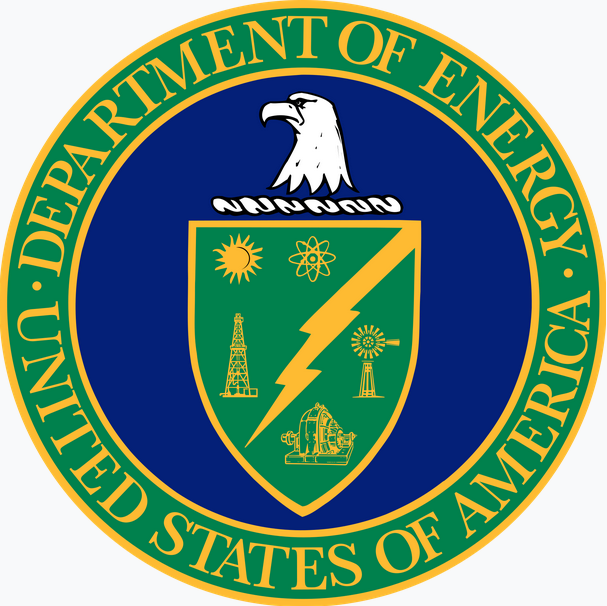 DEPARTMENT OF ENERGY
UNITED STATES OF AMERICA